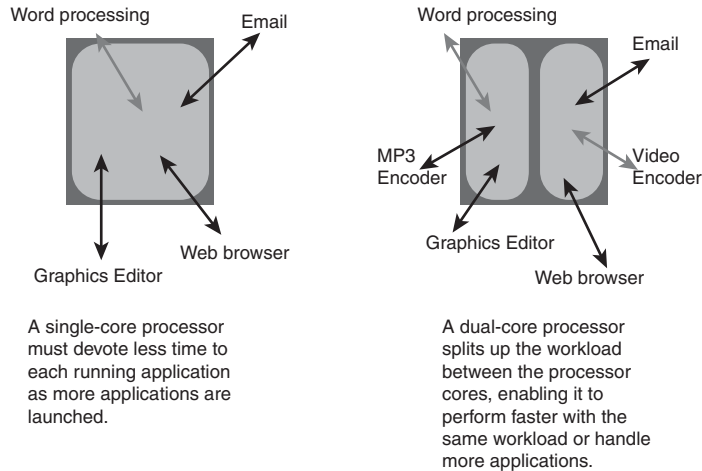 Word processing
Email
Graphics Editor
Web browser
A single-core processor
must devote less time to
each running application
as more applications are
launched.
Word processing
Email
MP3
Encoder
Video
Encoder
Graphics Editor
Web browser
A dual-core processor
splits up the workload
between the processor
cores, enabling it to
perform faster with the
same workload or handle
more applications.